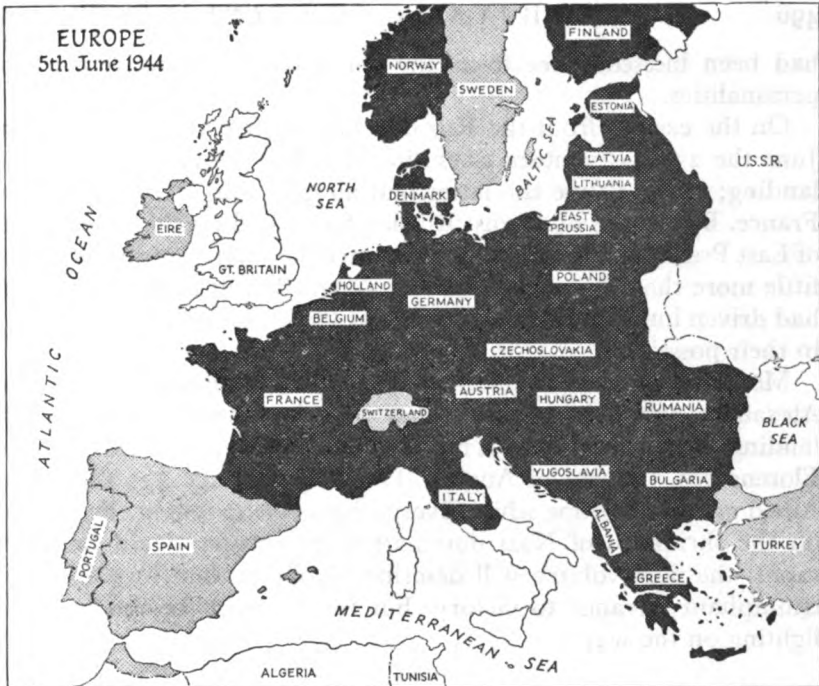 EUROPE
5th June 1944
FINLAND
NORWAY
SWEDEN
ESTONIA
BALTIC SEA
U.S.S.R.
LATVIA
NORTH
SEA
DENMARK
LITHUANIA
EAST
PRUSSIA
EIRE
GT. BRITAIN
HOLLAND
GERMANY
POLAND
BELGIUM
ATLANTIC OCEAN
CZECHOSLOVAKIA
FRANCE
SWITZERLAND
AUSTRIA
HUNGARY
RUMANIA
BLACK
SEA
YUGOSLAVIA
BULGARIA
ITALY
ALBANIA
PORTUGAL
SPAIN
TURKEY
GREECE
MEDITERRANEAN SEA
ALGERIA
TUNISIA